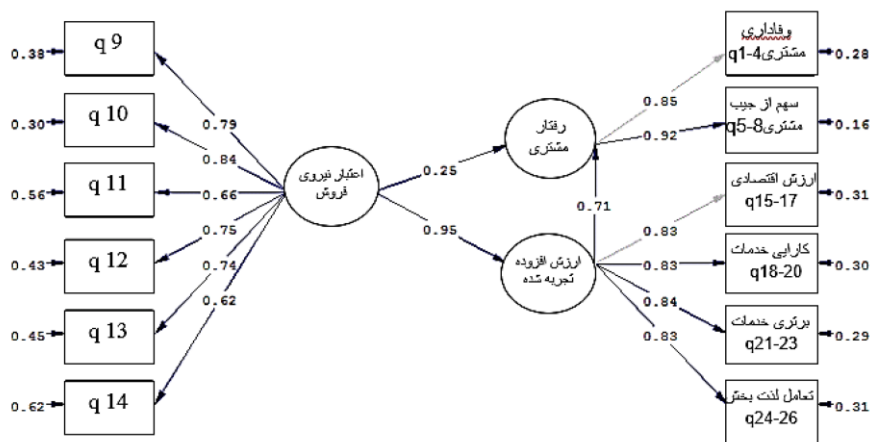 0.38
q 9
0.30
q 10
0.56
q 11
0.43
q 12
0.45
q 13
0.62
q 14
0.79
0.84
0.66
0.75
0.74
0.62
اعتبار نیروی
فروش
0.25
0.95
رفتار
مشتری
0.71
ارزش افزوده
تجربه شده
0.85
0.92
0.83
0.83
0.84
0.83
وفاداری
مشتری q1-4
0.28
سهم از جیب
مشتری q5-8
0.16
ارزش اقتصادی
q15-17
0.31
کارایی خدمات
q18-20
0.30
برتری خدمات
q21-23
0.29
تعامل لذت بخش
q24-26
0.31